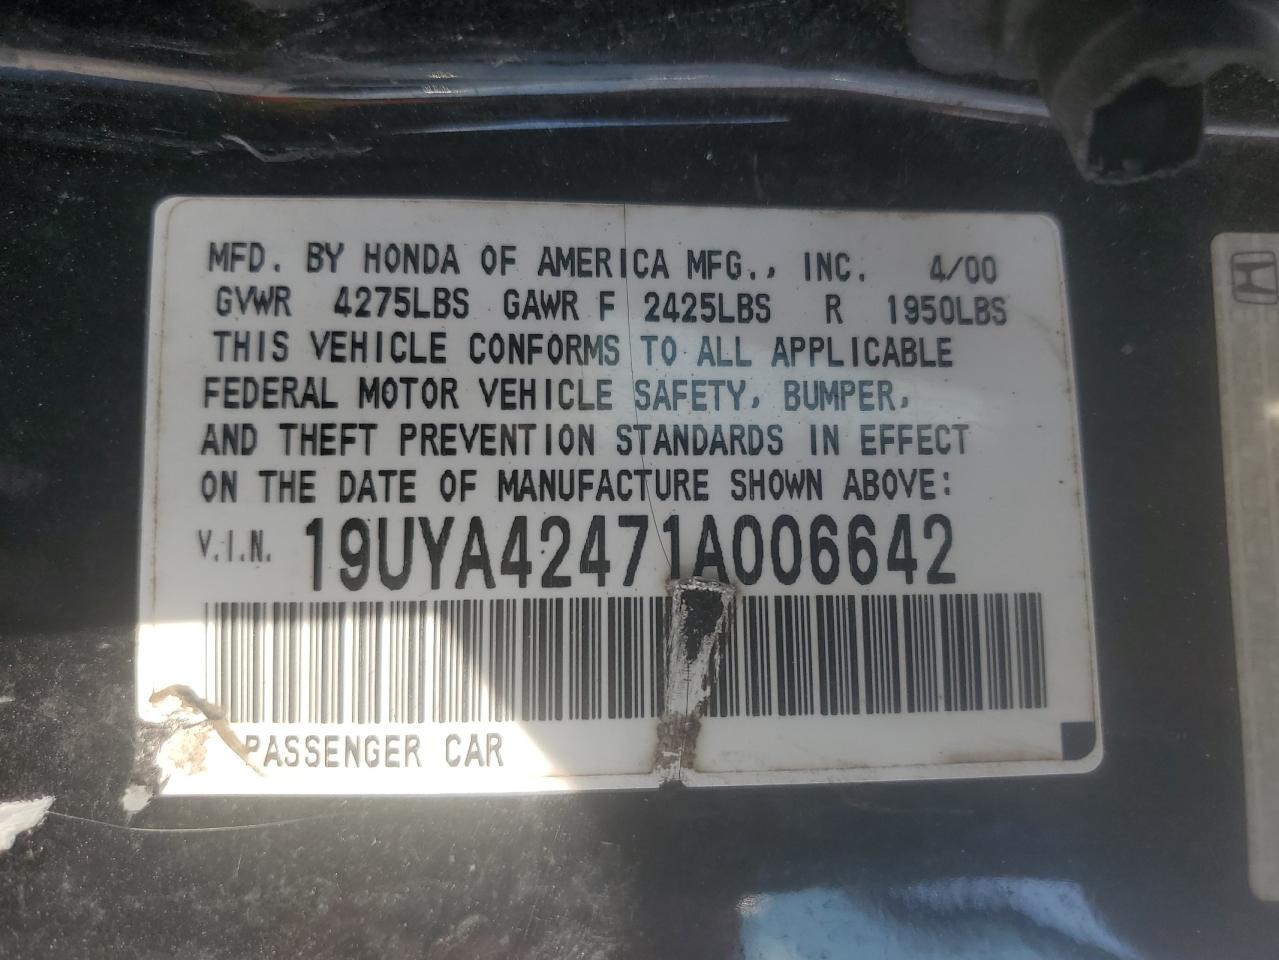 MFD. BY HONDA OF AMERICA MFG., INC. 4/00
GVWR 4275LBS GAWR F 2425LBS R 1950LBS
THIS VEHICLE CONFORMS TO ALL APPLICABLE
FEDERAL MOTOR VEHICLE SAFETY, BUMPER,
AND THEFT PREVENTION STANDARDS IN EFFECT
ON THE DATE OF MANUFACTURE SHOWN ABOVE:
V.I.N. 19UYA42471A006642
PASSENGER CAR